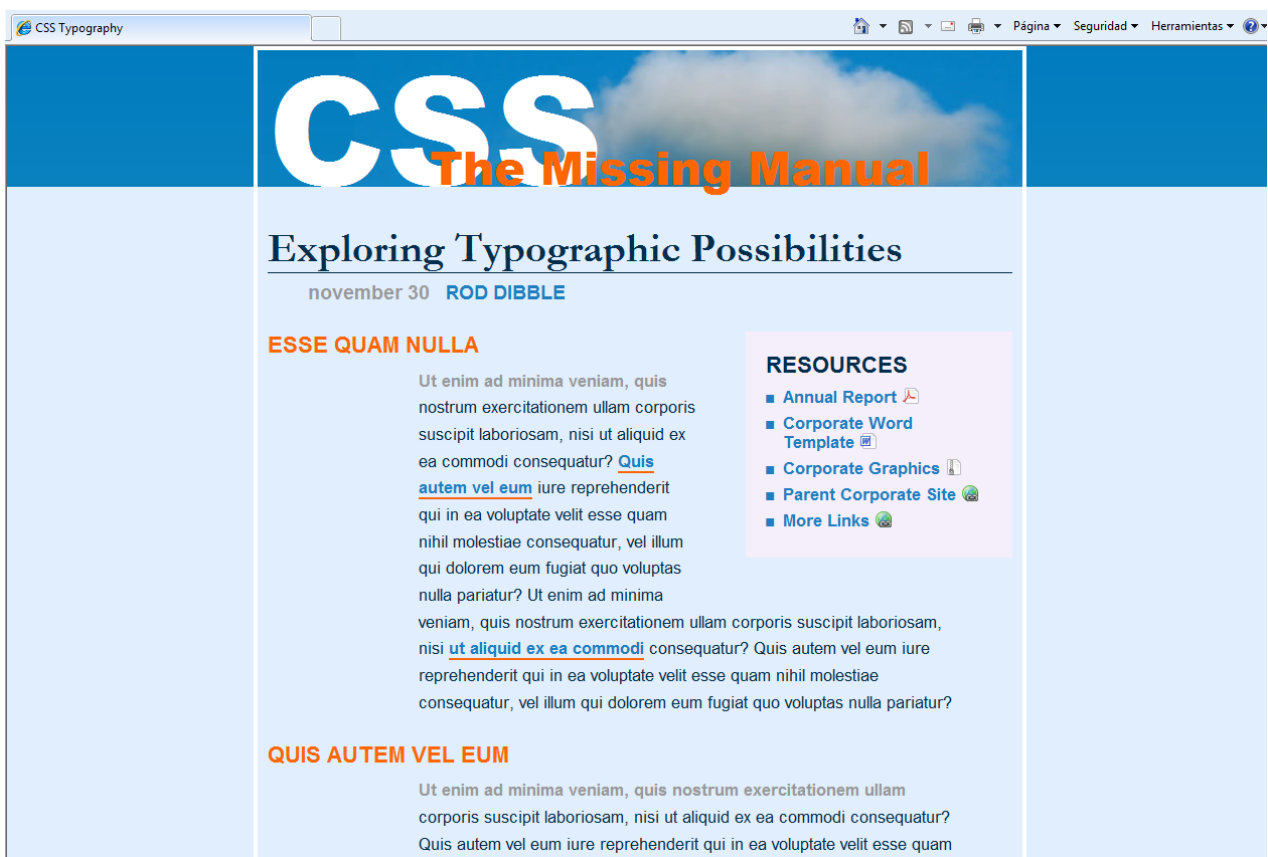 CSS Typography
Página Seguridad Herramientas
CSS
The Missing Manual
Exploring Typographic Possibilities
november 30 ROD DIBBLE
ESSE QUAM NULLA
Ut enim ad minima veniam, quis
nostrum exercitationem ullam corporis
suscipit laboriosam, nisi ut aliquid ex
ea commodi consequatur? Quis
autem vel eum iure reprehenderit
qui in ea voluptate velit esse quam
nihil molestiae consequatur, vel illum
qui dolorem eum fugiat quo voluptas
nulla pariatur? Ut enim ad minima
veniam, quis nostrum exercitationem ullam corporis suscipit laboriosam,
nisi ut aliquid ex ea commodi consequatur? Quis autem vel eum iure
reprehenderit qui in ea voluptate velit esse quam nihil molestiae
consequatur, vel illum qui dolorem eum fugiat quo voluptas nulla pariatur?
RESOURCES
Annual Report
Corporate Word
Template
Corporate Graphics
Parent Corporate Site
More Links
QUIS AUTEM VEL EUM
Ut enim ad minima veniam, quis nostrum exercitationem ullam
corporis suscipit laboriosam, nisi ut aliquid ex ea commodi consequatur?
Quis autem vel eum iure reprehenderit qui in ea voluptate velit esse quam